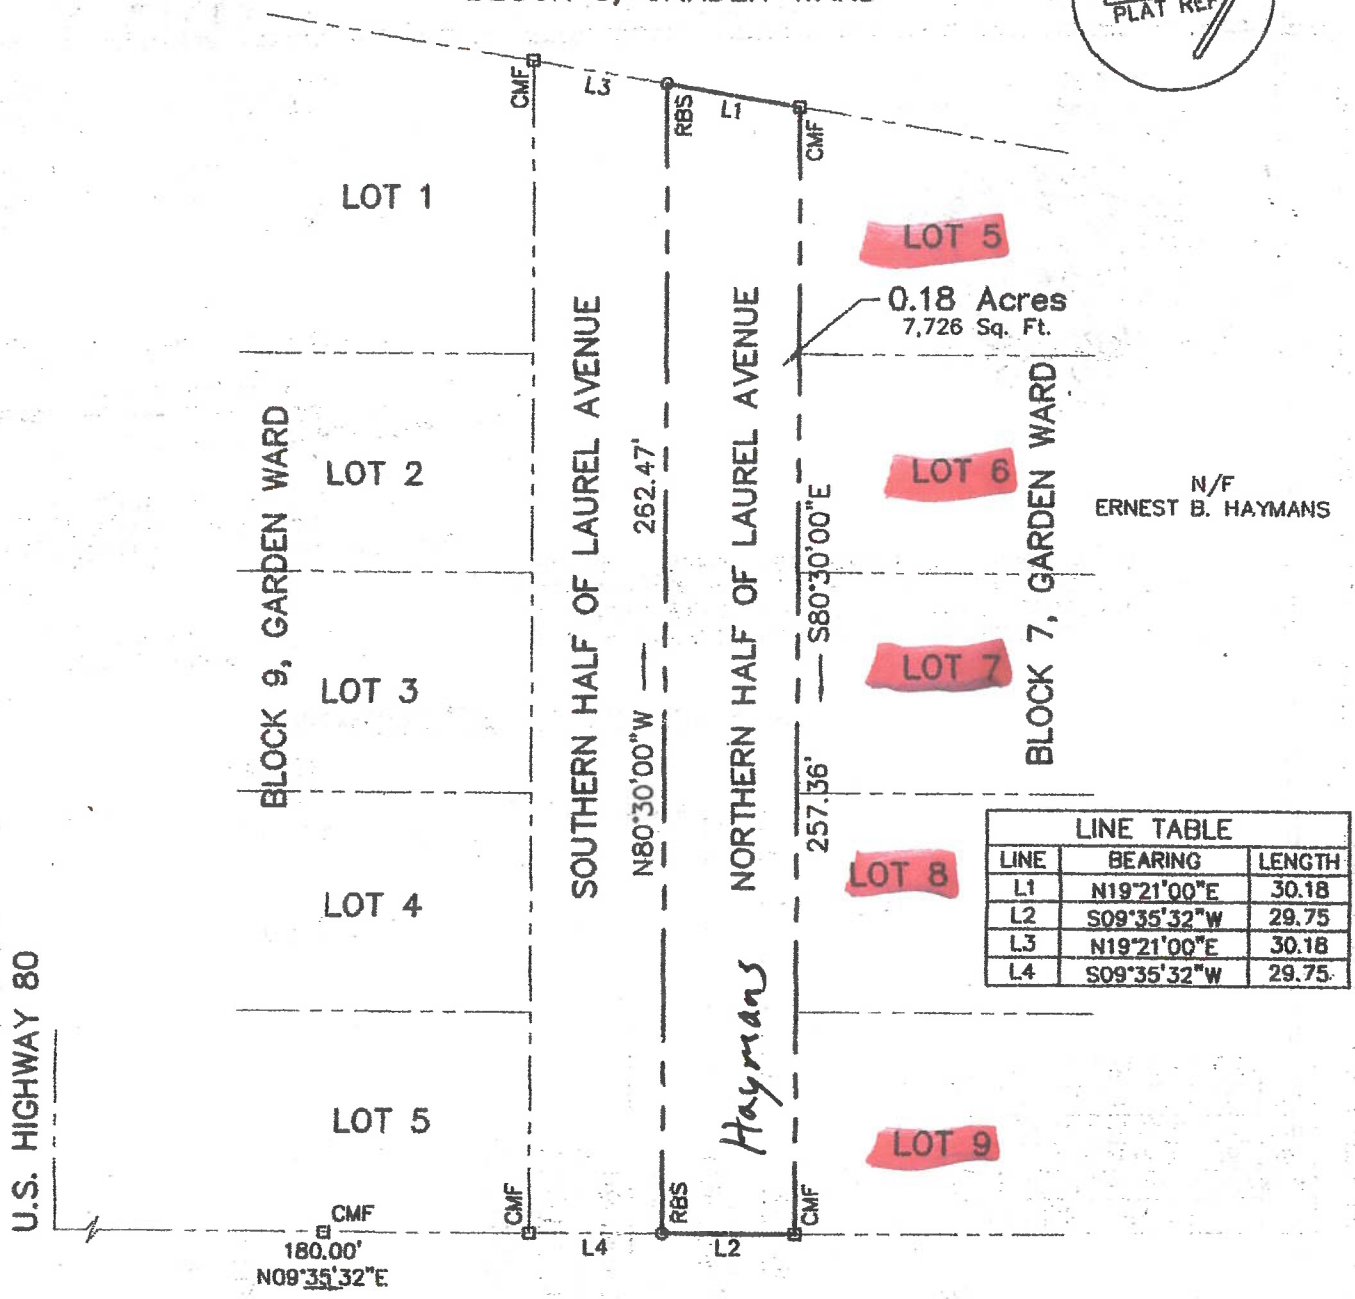 PLAT REF
CMF
L3
RBS
L1
CMF
LOT 1
LOT 5
0.18 Acres
7,726 Sq. Ft.
SOUTHERN HALF OF LAUREL AVENUE
NORTHERN HALF OF LAUREL AVENUE
BLOCK 9, GARDEN WARD
BLOCK 7, GARDEN WARD
LOT 2
262.47'
N80°30'00"W
S80°30'00"E
257.36'
LOT 6
N/F
ERNEST B. HAYMANS
LOT 3
LOT 7
LOT 4
LOT 8
LINE TABLE
LINE BEARING LENGTH
L1 N19°21'00"E 30.18
L2 S09°35'32"W 29.75
L3 N19°21'00"E 30.18
L4 S09°35'32"W 29.75
Haymans
U.S. HIGHWAY 80
LOT 5
LOT 9
CMF
CMF
RBS
CMF
L4
L2
180.00'
N09°35'32"E